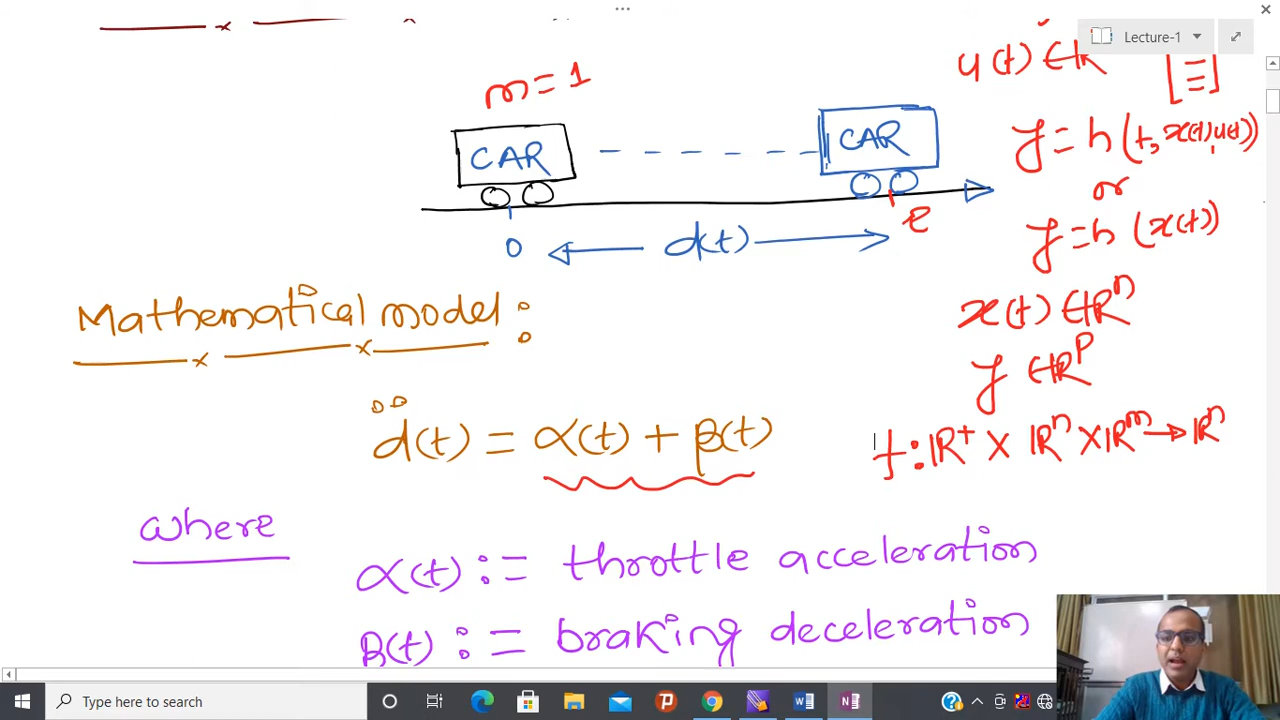 Lecture-1
m = 1
CAR
CAR
0
d(t)
e
u(t) ∈ ℝ
y = h(t, x(t), u(t))
or
y = h(x(t))
x(t) ∈ ℝⁿ
y ∈ ℝᵖ
f: ℝ⁺ × ℝⁿ × ℝᵐ → ℝⁿ
Mathematical model:
d̈(t) = α(t) + β(t)
where
α(t) := throttle acceleration
β(t) := braking deceleration
Type here to search